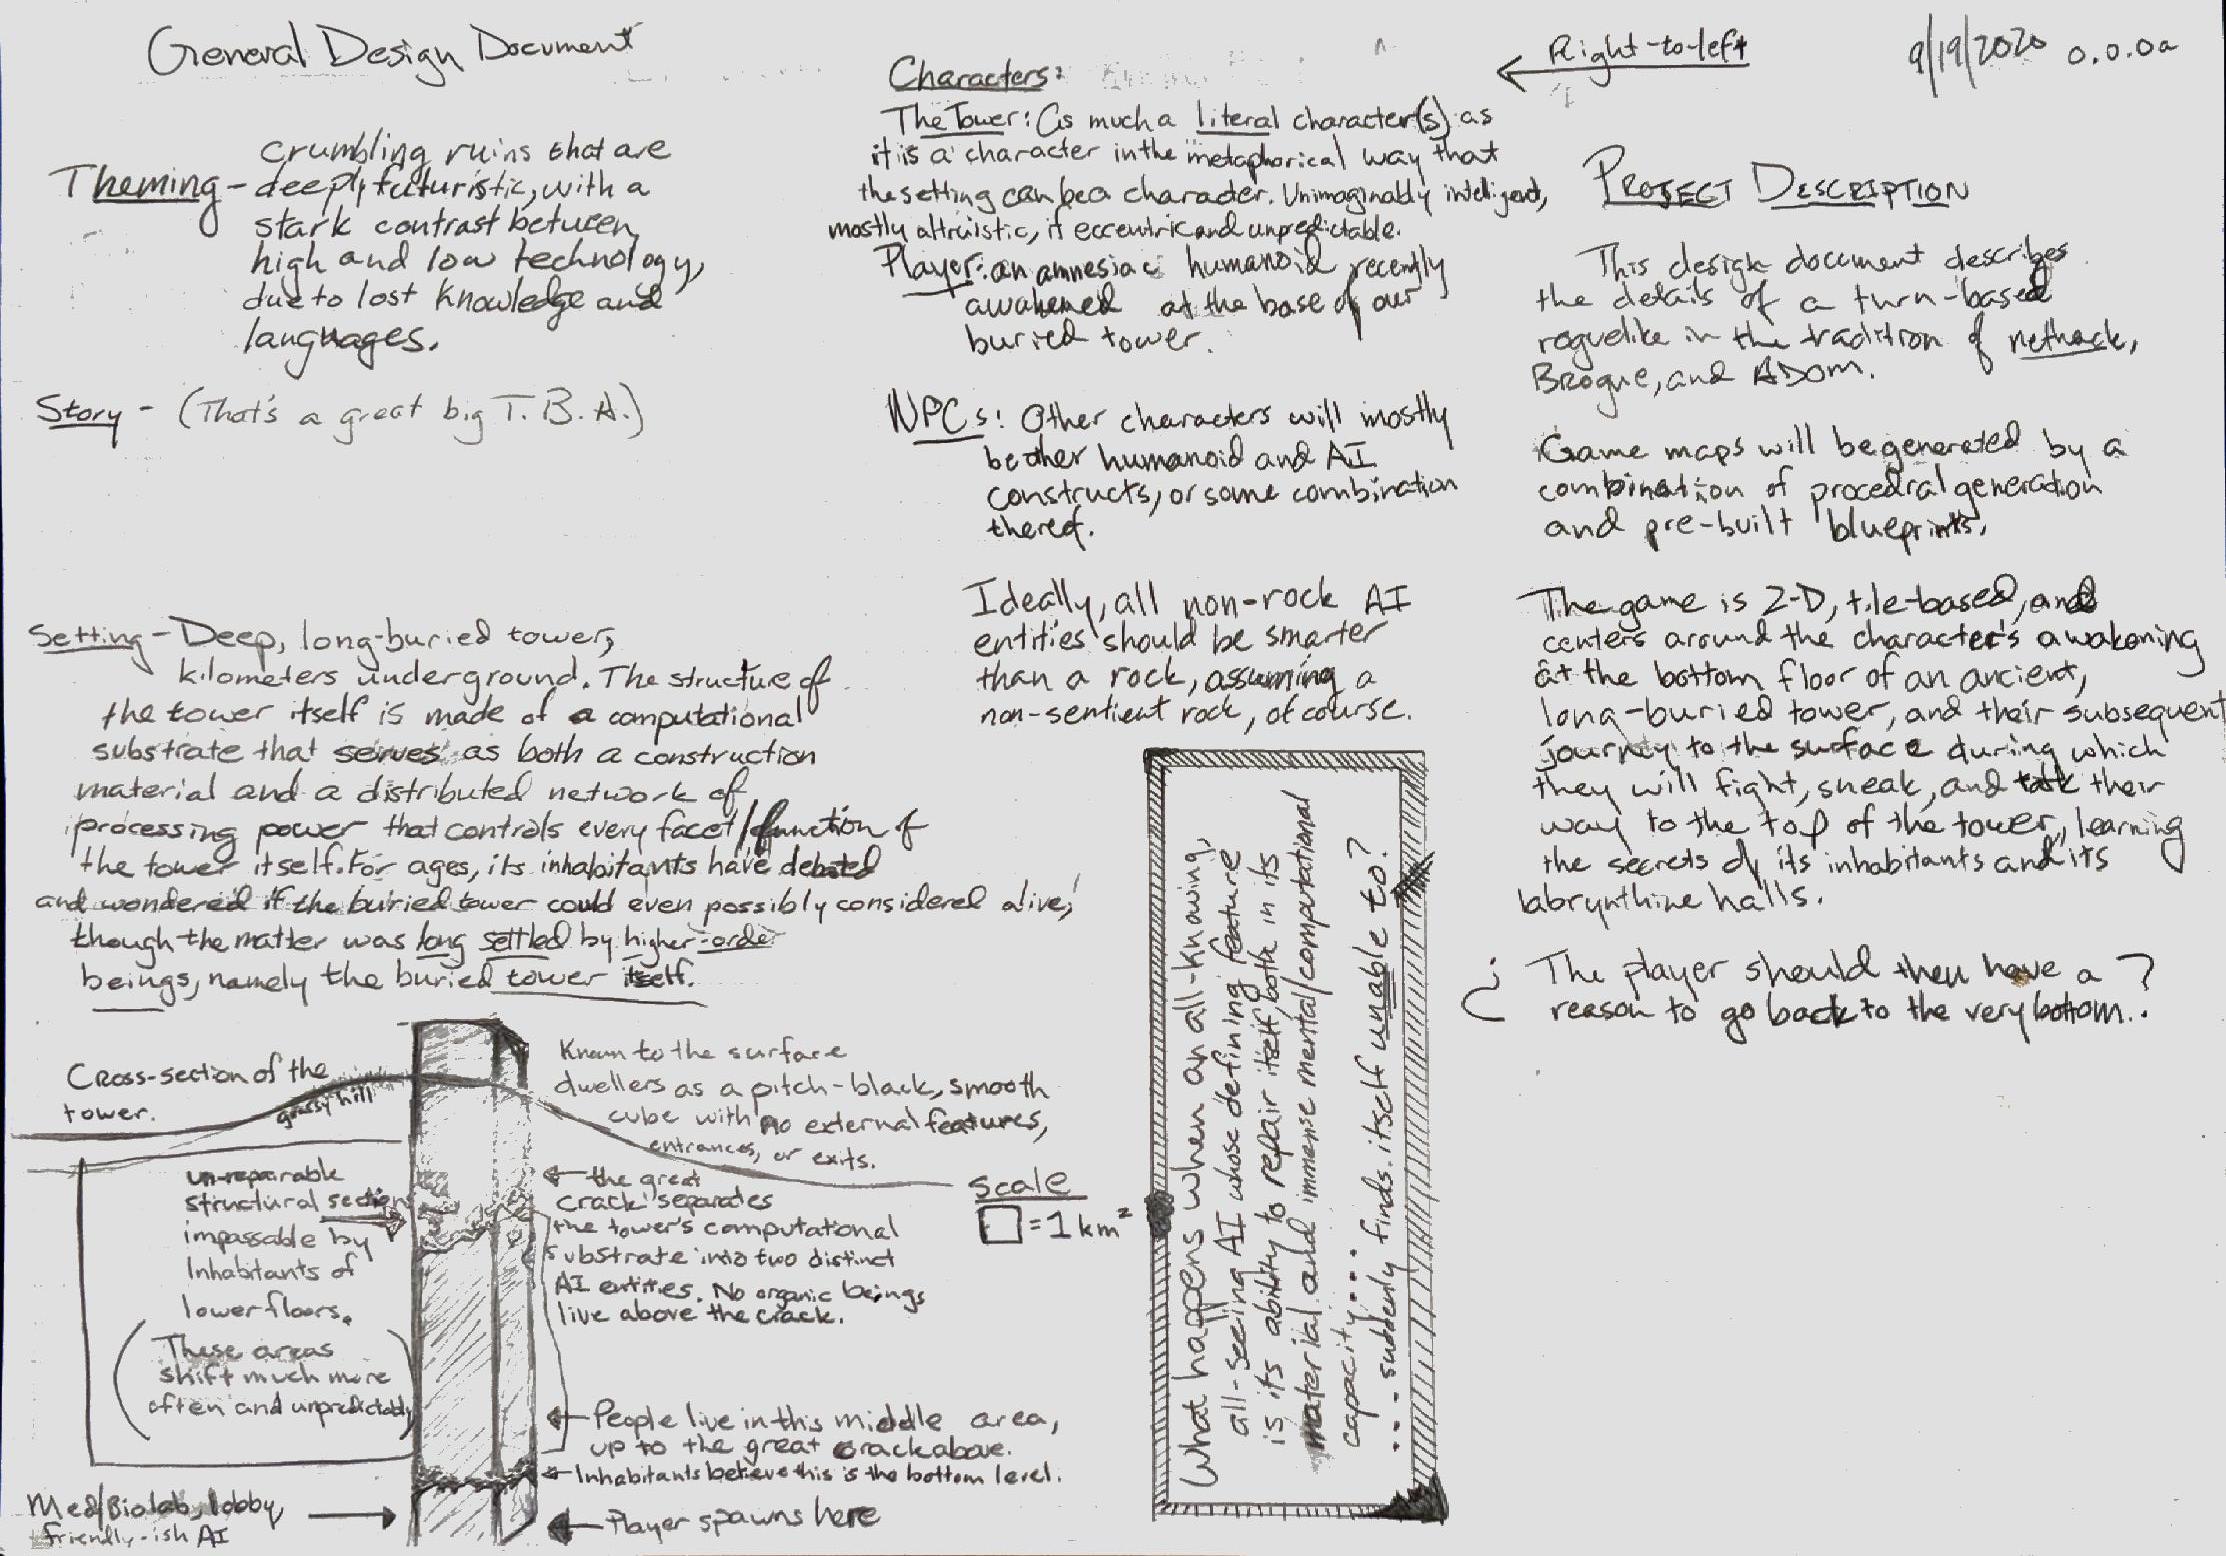 General Design Document
← Right-to-left
9/19/2020 0.0.0a
PROJECT DESCRIPTION
This design document describes
the details of a turn-based
roguelike in the tradition of nethack,
Brogue, and ADOM.
Game maps will be generated by a
combination of procedral generation
and pre-built blueprints.
The game is 2-D, tile-based, and
centers around the character's awakening
at the bottom floor of an ancient,
long-buried tower, and their subsequent
journey to the surface during which
they will fight, sneak, and talk their
way to the top of the tower, learning
the secrets of its inhabitants and its
labrynthine halls.
¿ The player should then have a ?
reason to go back to the very bottom..
Characters:
The Tower: as much a literal character(s) as
it is a character in the metaphorical way that
the setting can be a character. Unimaginably intelligent,
mostly altruistic, if eccentric and unpredictable.
Player: an amnesiac humanoid recently
awakened at the base of our
buried tower.
NPCs: Other characters will mostly
be other humanoid and AI
constructs, or some combination
thereof.
Ideally, all non-rock AI
entities should be smarter
than a rock, assuming a
non-sentient rock, of course.
What happens when an all-knowing,
all-seeing AI whose defining feature
is its ability to repair itself, both in its
material and immense mental/computational
capacity....
... suddenly finds itself unable to?
Theming - crumbling ruins that are
deeply futuristic, with a
stark contrast between
high and low technology,
due to lost knowledge and
languages.
Story - (That's a great big T.B.A.)
Setting - Deep, long-buried tower,
kilometers underground. The structure of
the tower itself is made of a computational
substrate that serves as both a construction
material and a distributed network of
processing power that controls every facet/function of
the tower itself. For ages, its inhabitants have debated
and wondered if the buried tower could even possibly considered alive,
though the matter was long settled by higher-order
beings, namely the buried tower itself.
Cross-section of the
tower.
grassy hill
Known to the surface
dwellers as a pitch-black, smooth
cube with no external features,
entrances, or exits.
un-repairable
structural sections
impassable by
Inhabitants of
lower floors.
(These areas
shift much more
often and unpredictably)
← the great
crack separates
the tower's computational
substrate into two distinct
AI entities. No organic beings
live above the crack.
Scale
□ = 1 km²
← People live in this middle area,
up to the great crack above.
← Inhabitants believe this is the bottom level.
Med/Bio lab, lobby, →
friendly-ish AI
← Player spawns here